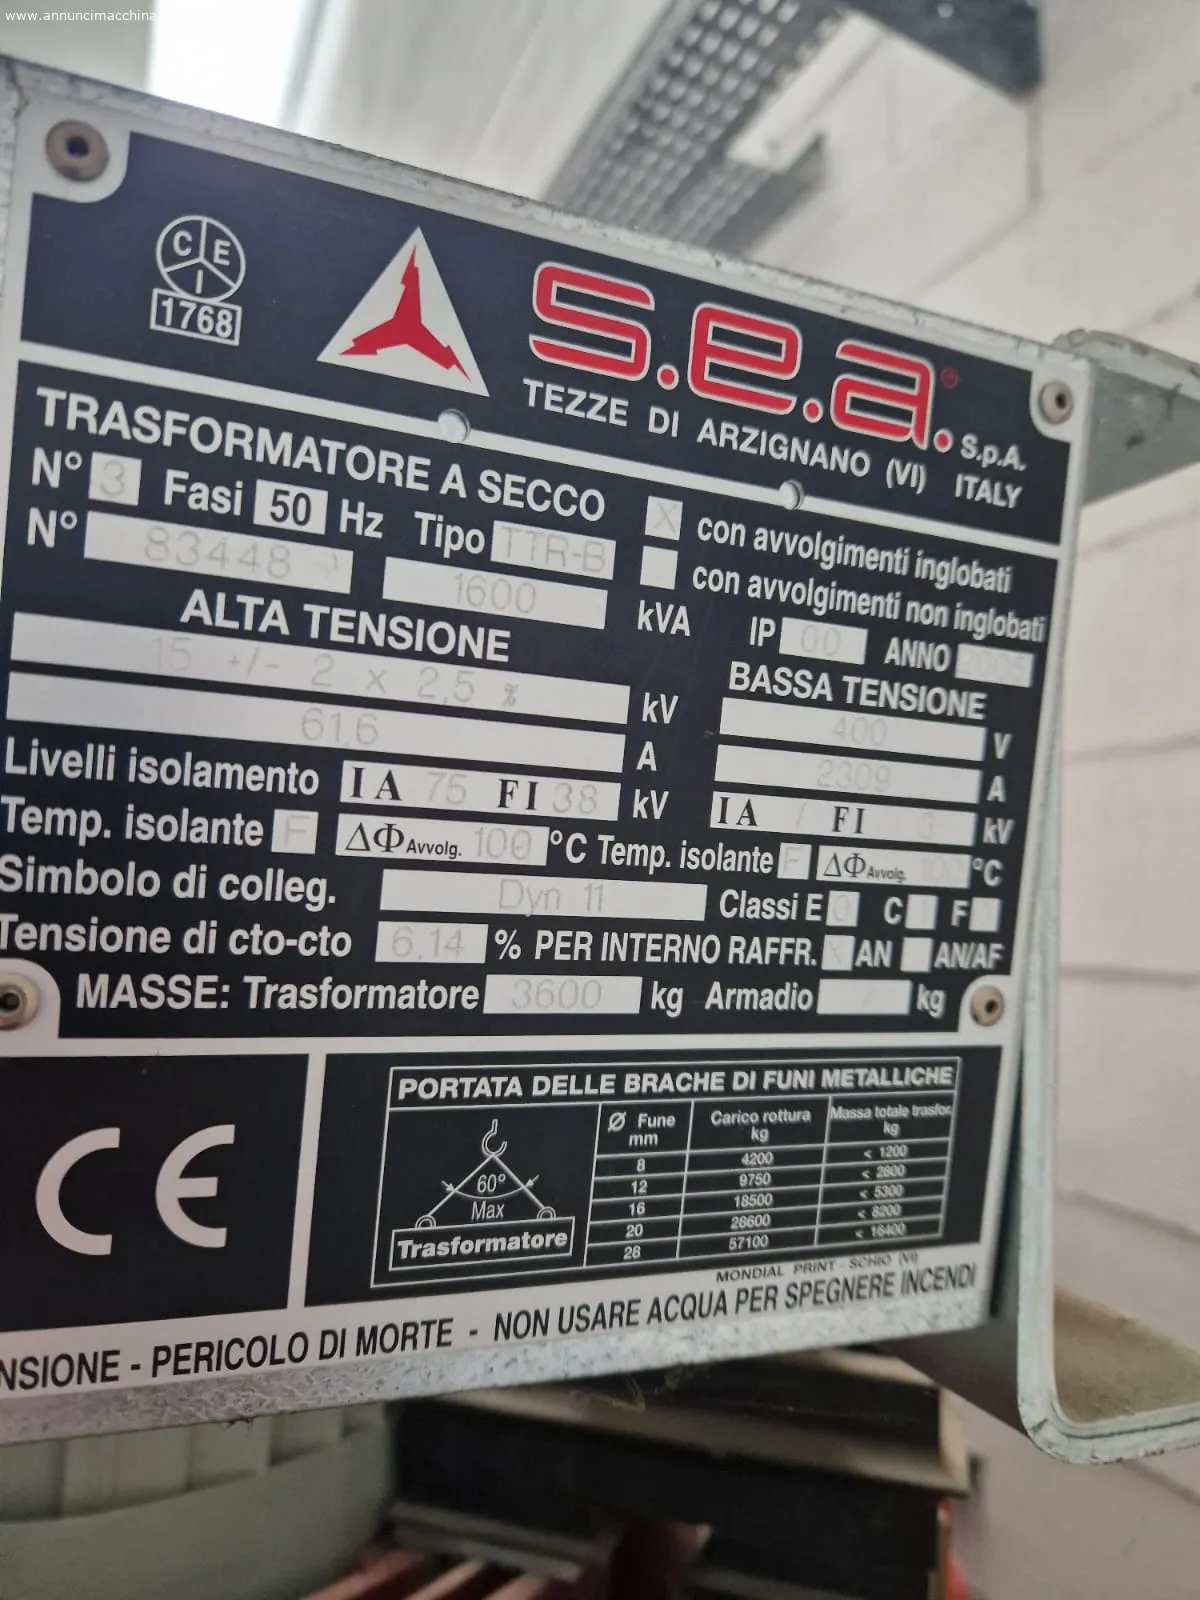 www.annuncimacchina
C E I
1768
s.e.a.® S.p.A.
TEZZE DI ARZIGNANO (VI) ITALY
TRASFORMATORE A SECCO
X con avvolgimenti inglobati
con avvolgimenti non inglobati
N° 3 Fasi 50 Hz Tipo TTR-B
N° 83448 1600 kVA IP 00 ANNO
ALTA TENSIONE
BASSA TENSIONE
15 +/- 2 x 2,5 % kV 400 V
61,6 A 2309 A
Livelli isolamento IA 75 FI 38 kV IA / FI 3 kV
Temp. isolante F ΔΦ Avvolg. 100 °C Temp. isolante F ΔΦ Avvolg. 100 °C
Simbolo di colleg. Dyn 11 Classi E C F
Tensione di cto-cto 6,14 % PER INTERNO RAFFR. X AN AN/AF
MASSE: Trasformatore 3600 kg Armadio / kg
CE
PORTATA DELLE BRACHE DI FUNI METALLICHE
60°
Max
Trasformatore
Ø Fune mm Carico rottura kg Massa totale trasfor. kg
8 4200 < 1200
12 9750 < 2800
16 18500 < 5300
20 28600 < 8200
28 57100 < 16400
MONDIAL PRINT - SCHIO (VI)
NSIONE - PERICOLO DI MORTE - NON USARE ACQUA PER SPEGNERE INCENDI